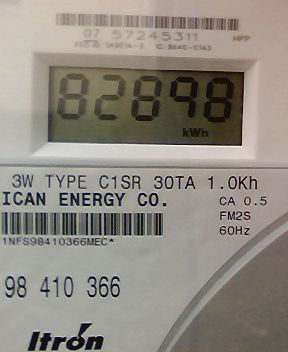 07 57245311 HPP
82898
kWh
3W TYPE C1SR 30TA 1.0Kh
ICAN ENERGY CO. CA 0.5
FM2S
60Hz
1NFS98410366MEC*
98 410 366
Itron